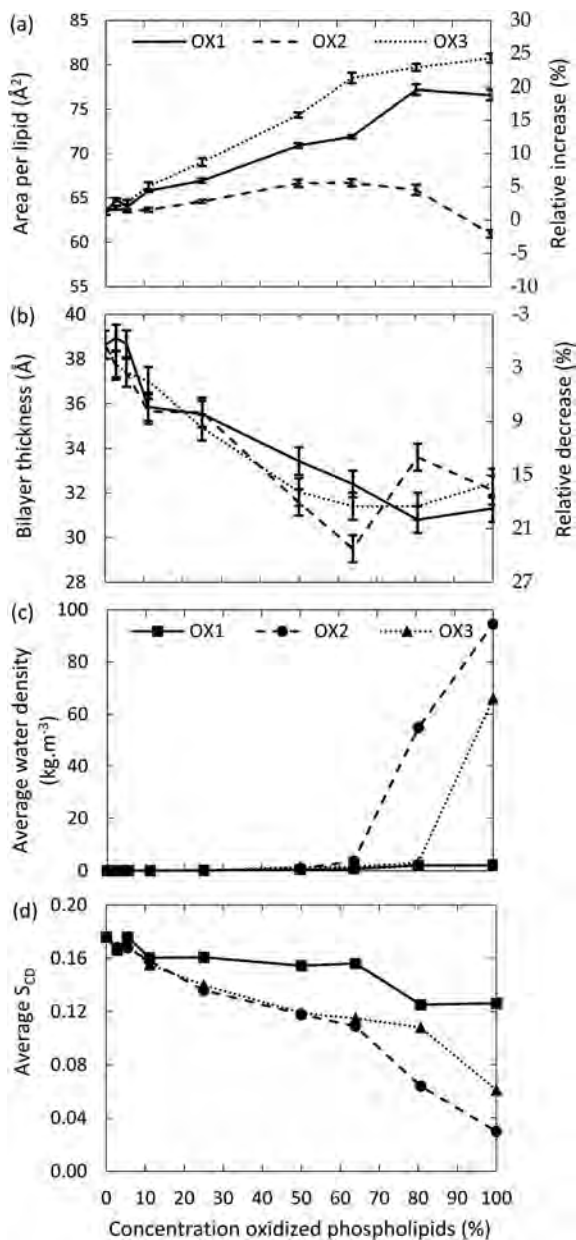 (a)
OX1 OX2 OX3
Area per lipid (Å²)
85
80
75
70
65
60
55
Relative increase (%)
30
25
20
15
10
5
0
-5
-10
(b)
Bilayer thickness (Å)
40
38
36
34
32
30
28
Relative decrease (%)
-3
3
9
15
21
27
(c)
OX1 OX2 OX3
Average water density
(kg.m⁻³)
100
80
60
40
20
0
(d)
Average S_CD
0.20
0.16
0.12
0.08
0.04
0.00
0 10 20 30 40 50 60 70 80 90 100
Concentration oxidized phospholipids (%)